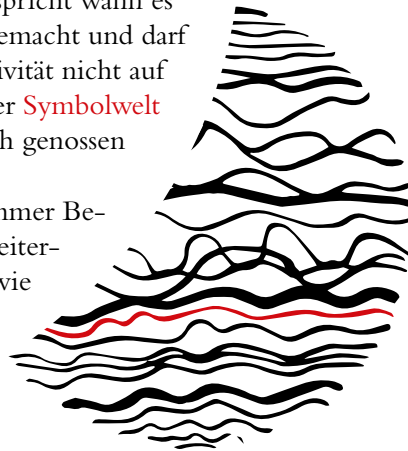 spricht wann es
emacht und darf
ivität nicht auf
er Symbolwelt
h genossen
nmer Be-
eiter-
wie